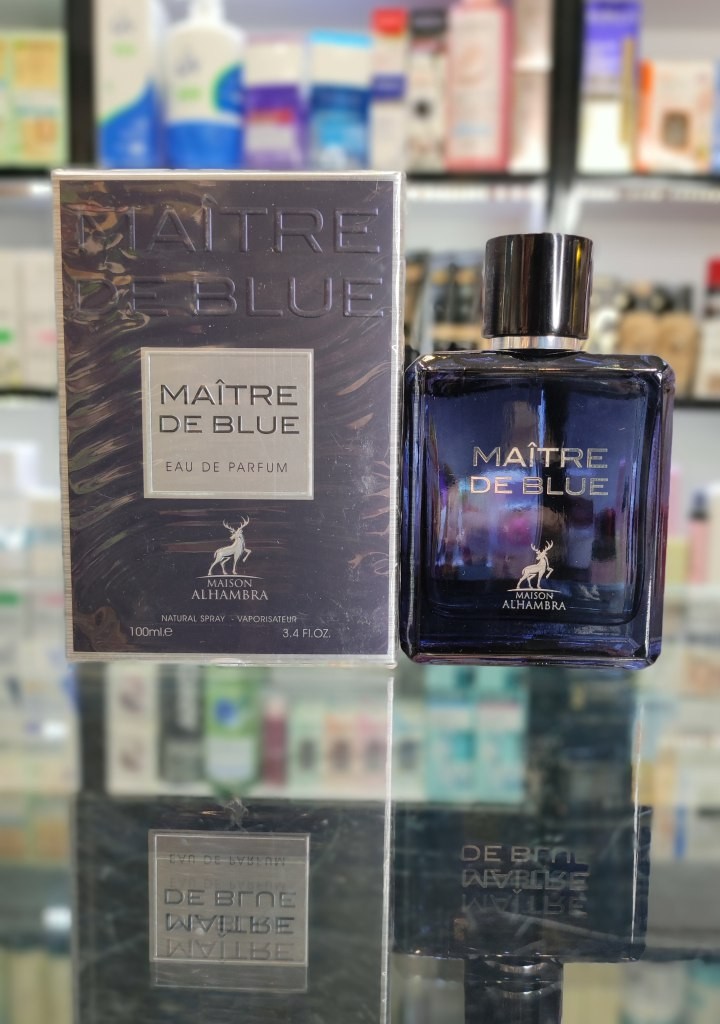 MAÎTRE
DE BLUE
MAÎTRE
DE BLUE
EAU DE PARFUM
MAISON
ALHAMBRA
NATURAL SPRAY - VAPORISATEUR
100ml.e 3.4 Fl.OZ.
MAÎTRE
DE BLUE
MAISON
ALHAMBRA